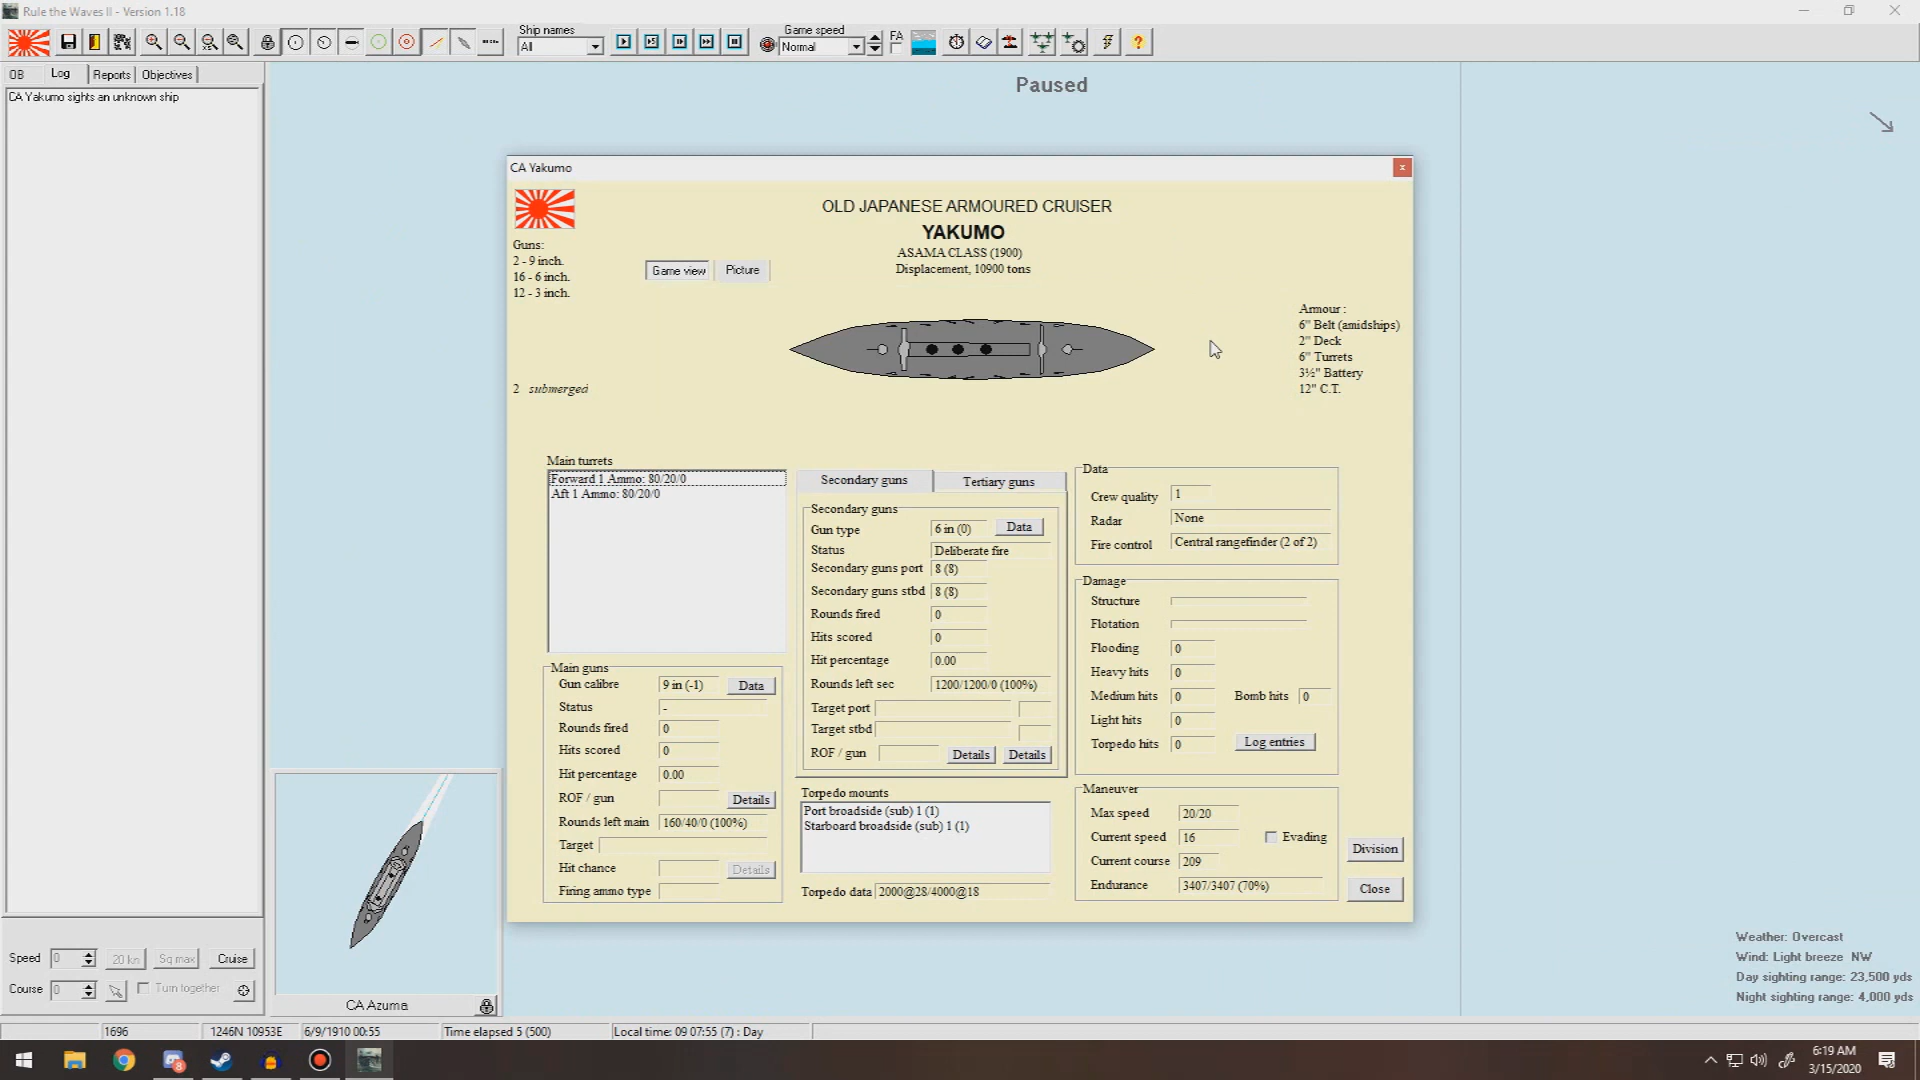 Rule the Waves II - Version 1.18
Ship names
All
Game speed
Normal
FA
OB
Log
Reports
Objectives
CA Yakumo sights an unknown ship
Paused
CA Yakumo
x
OLD JAPANESE ARMOURED CRUISER
YAKUMO
ASAMA CLASS (1900)
Displacement, 10900 tons
Guns:
2 - 9 inch.
16 - 6 inch.
12 - 3 inch.
Game view
Picture
Armour :
6" Belt (amidships)
2" Deck
6" Turrets
3½" Battery
12" C.T.
2 submerged
Main turrets
Forward 1 Ammo: 80/20/0
Aft 1 Ammo: 80/20/0
Main guns
Gun calibre 9 in (-1) Data
Status -
Rounds fired 0
Hits scored 0
Hit percentage 0.00
ROF / gun Details
Rounds left main 160/40/0 (100%)
Target
Hit chance Details
Firing ammo type
Secondary guns
Tertiary guns
Secondary guns
Gun type 6 in (0) Data
Status Deliberate fire
Secondary guns port 8 (8)
Secondary guns stbd 8 (8)
Rounds fired 0
Hits scored 0
Hit percentage 0.00
Rounds left sec 1200/1200/0 (100%)
Target port
Target stbd
ROF / gun Details Details
Torpedo mounts
Port broadside (sub) 1 (1)
Starboard broadside (sub) 1 (1)
Torpedo data 2000@28/4000@18
Data
Crew quality 1
Radar None
Fire control Central rangefinder (2 of 2)
Damage
Structure
Flotation
Flooding 0
Heavy hits 0
Medium hits 0 Bomb hits 0
Light hits 0
Torpedo hits 0 Log entries
Maneuver
Max speed 20/20
Current speed 16 Evading
Current course 209
Endurance 3407/3407 (70%)
Division
Close
Speed 0 20 kn Sq max Cruise
Course 0 Turn together
CA Azuma
Weather: Overcast
Wind: Light breeze NW
Day sighting range: 23,500 yds
Night sighting range: 4,000 yds
1696 1246N 10953E 6/9/1910 00:55 Time elapsed 5 (500) Local time: 09 07:55 (7) : Day
8
6:19 AM
3/15/2020